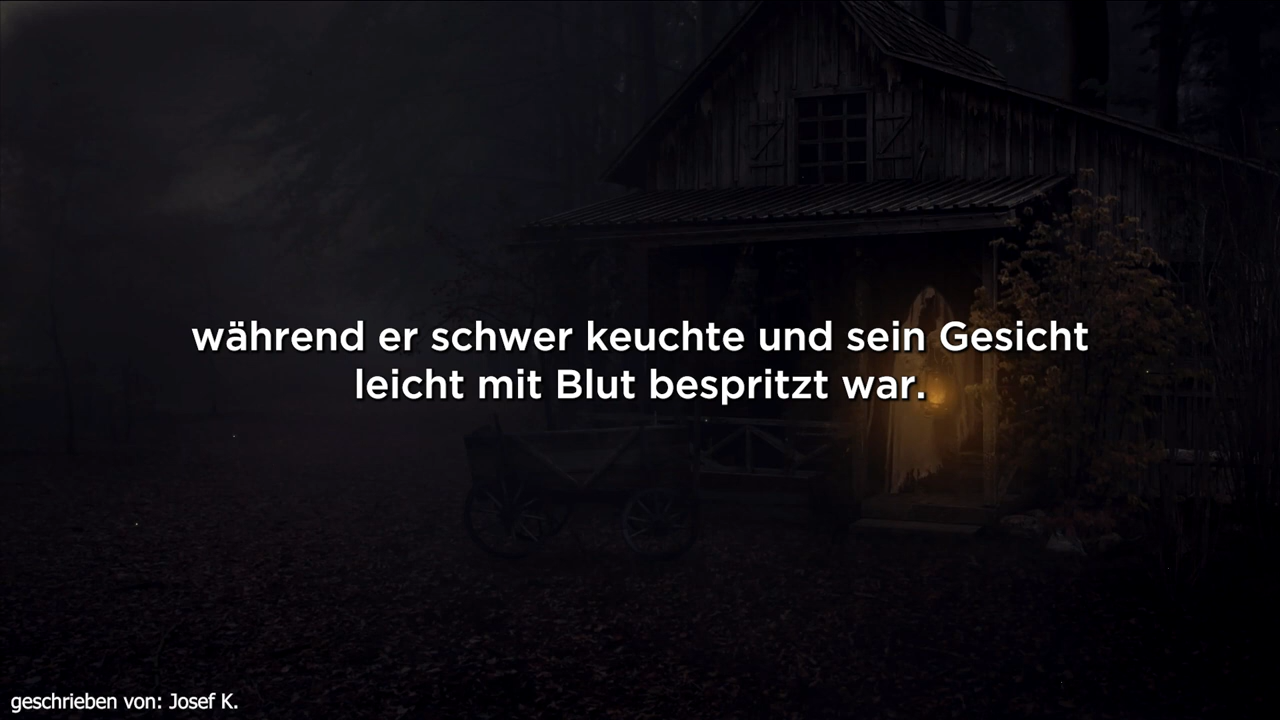 während er schwer keuchte und sein Gesicht
leicht mit Blut bespritzt war.
geschrieben von: Josef K.